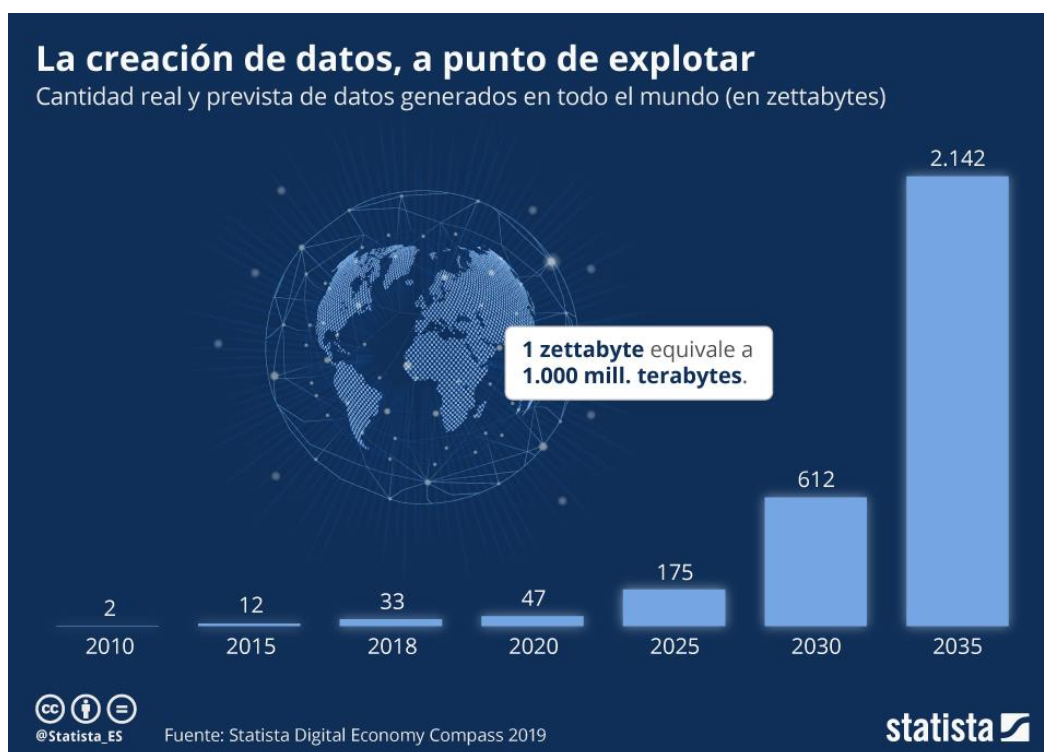 La creación de datos, a punto de explotar
Cantidad real y prevista de datos generados en todo el mundo (en zettabytes)
2.142
1 zettabyte equivale a
1.000 mill. terabytes.
612
175
47
33
12
2
2010 2015 2018 2020 2025 2030 2035
cc
@Statista_ES
Fuente: Statista Digital Economy Compass 2019
statista